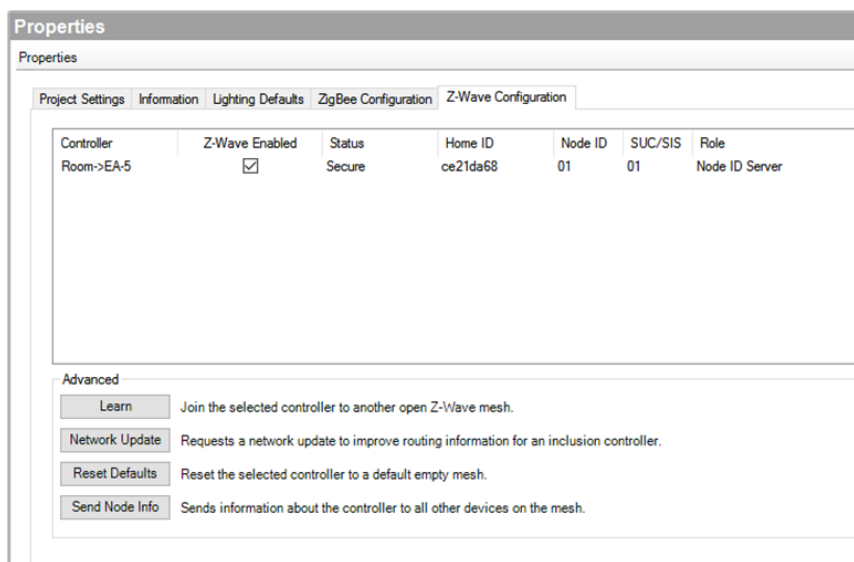 Properties
Properties
Project Settings Information Lighting Defaults ZigBee Configuration Z-Wave Configuration
Controller Z-Wave Enabled Status Home ID Node ID SUC/SIS Role
Room->EA-5 Secure ce21da68 01 01 Node ID Server
Advanced
Learn Join the selected controller to another open Z-Wave mesh.
Network Update Requests a network update to improve routing information for an inclusion controller.
Reset Defaults Reset the selected controller to a default empty mesh.
Send Node Info Sends information about the controller to all other devices on the mesh.